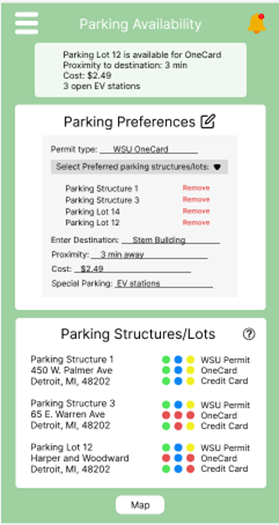 Parking Availability
Parking Lot 12 is available for OneCard
Proximity to destination: 3 min
Cost: $2.49
3 open EV stations
Parking Preferences
Permit type: WSU OneCard
Select Preferred parking structures/lots:
Parking Structure 1 Remove
Parking Structure 3 Remove
Parking Lot 14 Remove
Parking Lot 12 Remove
Enter Destination: Stem Building
Proximity: 3 min away
Cost: $2.49
Special Parking: EV stations
Parking Structures/Lots ?
Parking Structure 1 WSU Permit
450 W. Palmer Ave OneCard
Detroit, MI, 48202 Credit Card
Parking Structure 3 WSU Permit
65 E. Warren Ave OneCard
Detroit, MI, 48202 Credit Card
Parking Lot 12 WSU Permit
Harper and Woodward OneCard
Detroit, MI, 48202 Credit Card
Map